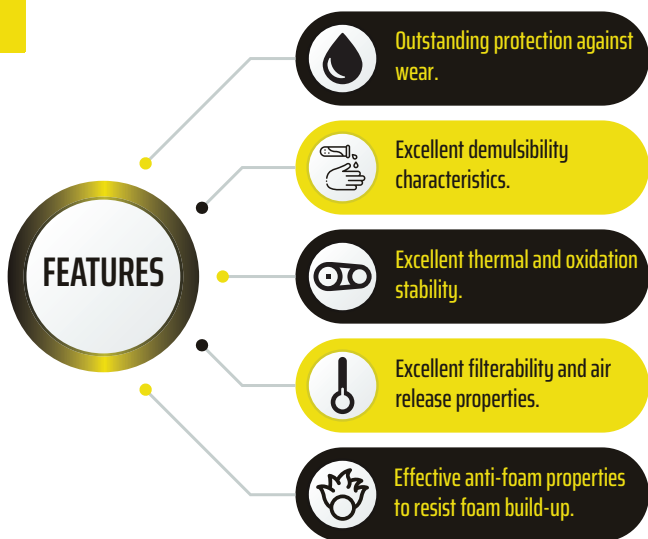 FEATURES
Outstanding protection against
wear.
Excellent demulsibility
characteristics.
Excellent thermal and oxidation
stability.
Excellent filterability and air
release properties.
Effective anti-foam properties
to resist foam build-up.